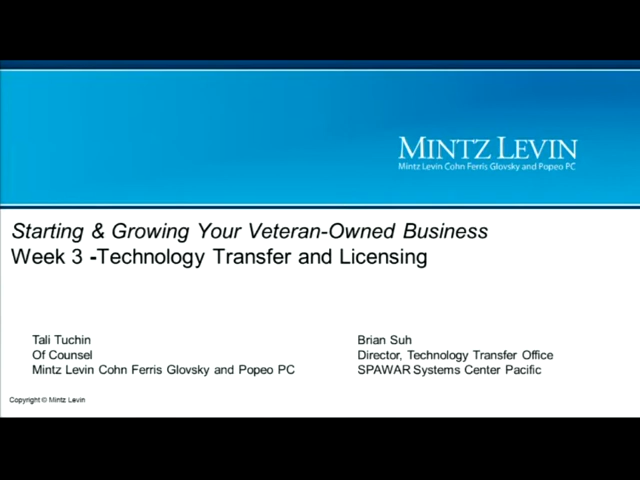 MINTZ LEVIN
Mintz Levin Cohn Ferris Glovsky and Popeo PC
Starting & Growing Your Veteran-Owned Business
Week 3 -Technology Transfer and Licensing
Tali Tuchin
Of Counsel
Mintz Levin Cohn Ferris Glovsky and Popeo PC
Brian Suh
Director, Technology Transfer Office
SPAWAR Systems Center Pacific
Copyright © Mintz Levin